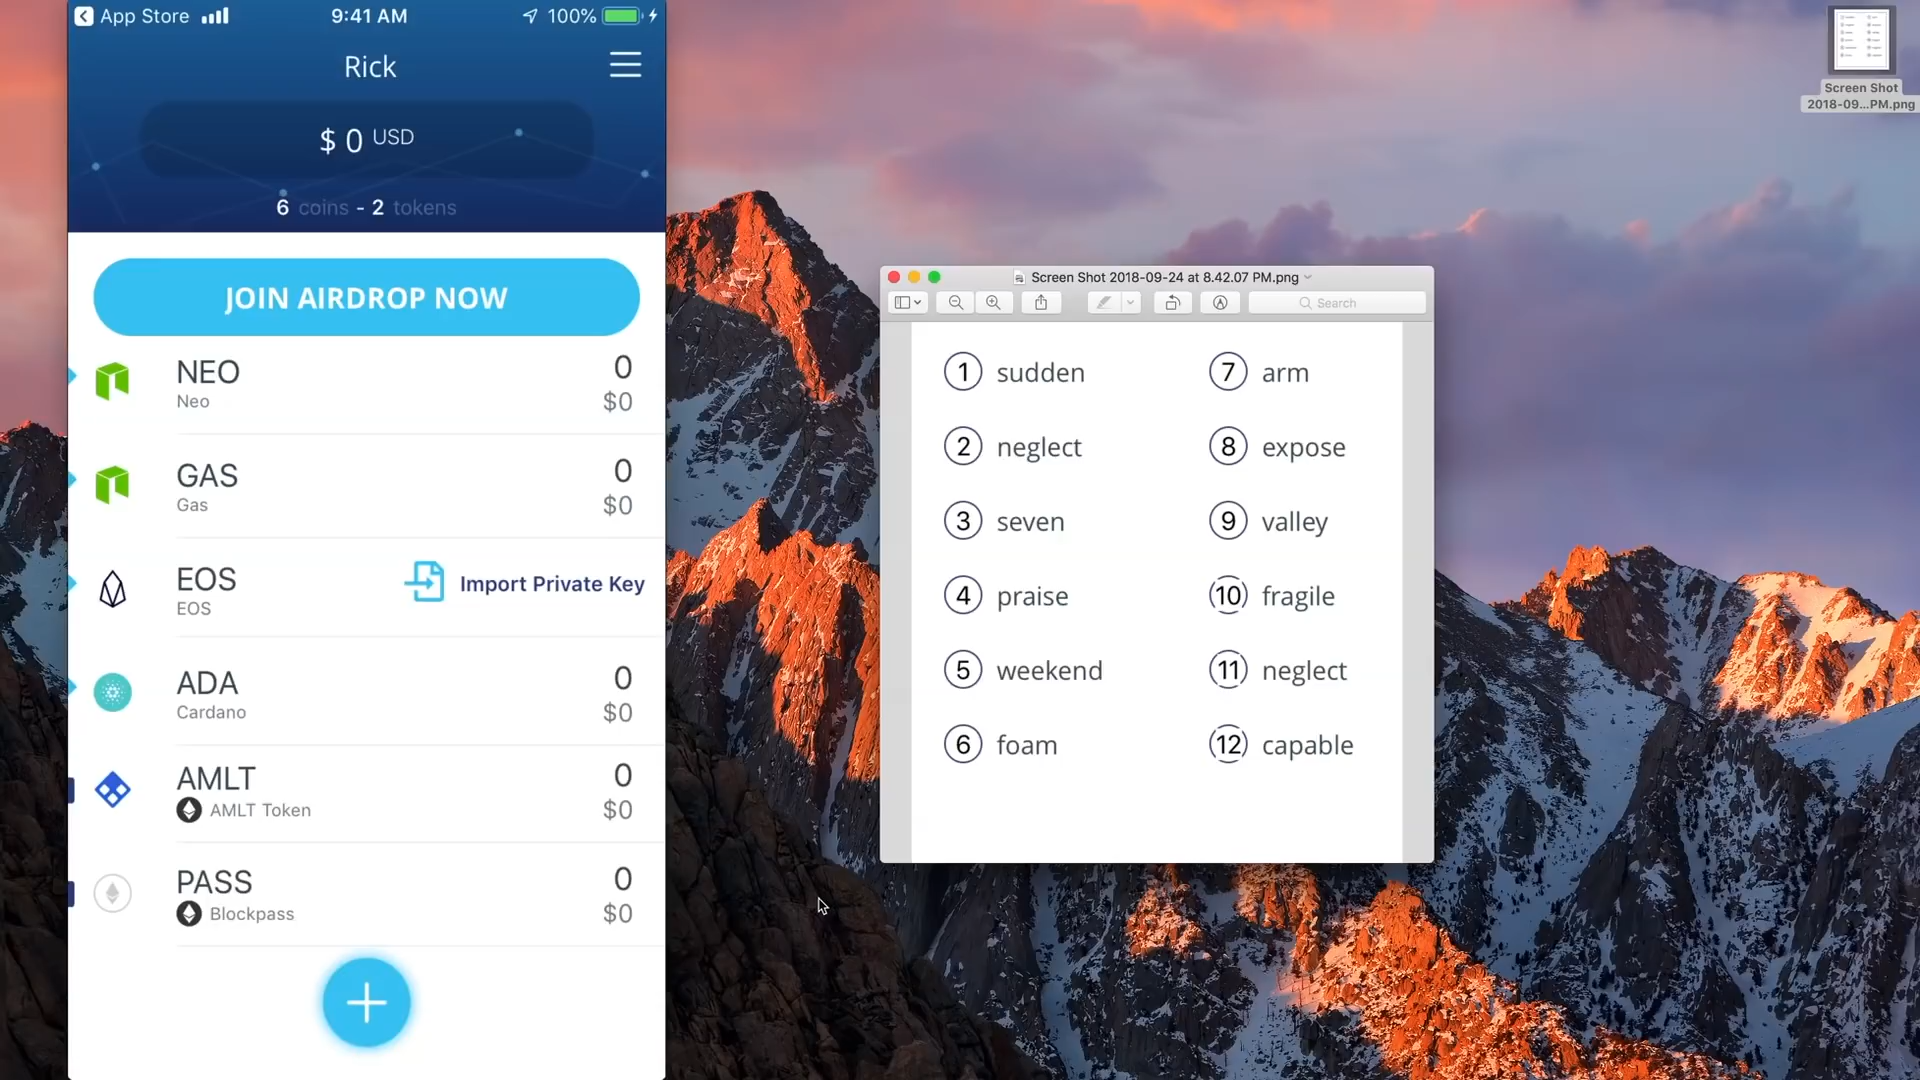 App Store
9:41 AM
100%
Rick
$ 0 USD
6 coins - 2 tokens
JOIN AIRDROP NOW
NEO
0
Neo
$0
GAS
0
Gas
$0
EOS
Import Private Key
EOS
ADA
0
Cardano
$0
AMLT
0
AMLT Token
$0
PASS
0
Blockpass
$0
Screen Shot
2018-09...PM.png
Screen Shot 2018-09-24 at 8.42.07 PM.png
Search
1 sudden
2 neglect
3 seven
4 praise
5 weekend
6 foam
7 arm
8 expose
9 valley
10 fragile
11 neglect
12 capable